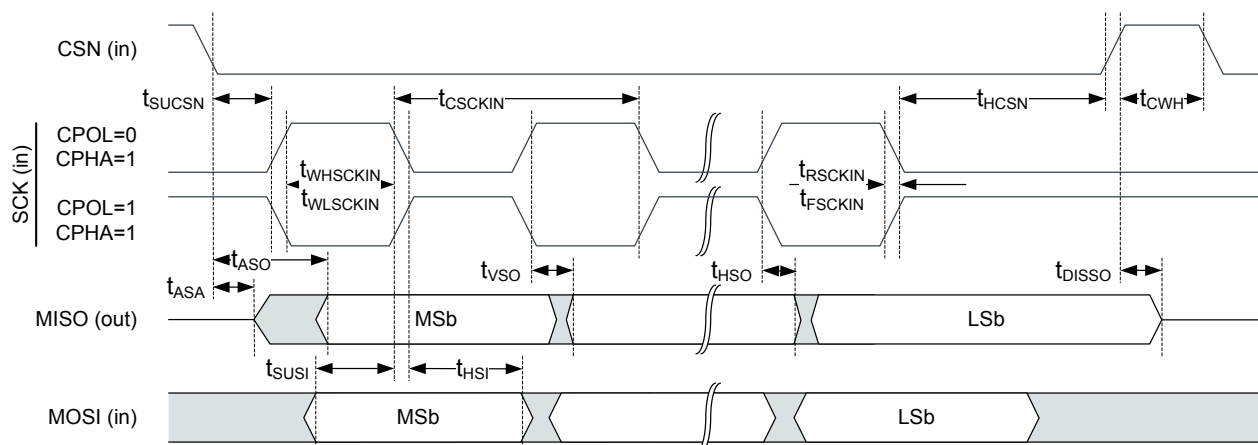 CSN (in)
tSUCSN
tCSCKIN
tHCSN
tCWH
SCK (in)
CPOL=0
CPHA=1
tWHSCKIN
tWLSCKIN
tRSCKIN
tFSCKIN
CPOL=1
CPHA=1
tASO
tASA
tVSO
tHSO
tDISSO
MISO (out)
MSb
LSb
tSUSI
tHSI
MOSI (in)
MSb
LSb